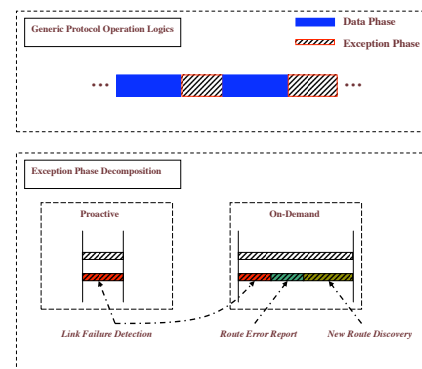 Generic Protocol Operation Logics
Data Phase
Exception Phase
... ...
Exception Phase Decomposition
Proactive
On-Demand
Link Failure Detection
Route Error Report
New Route Discovery